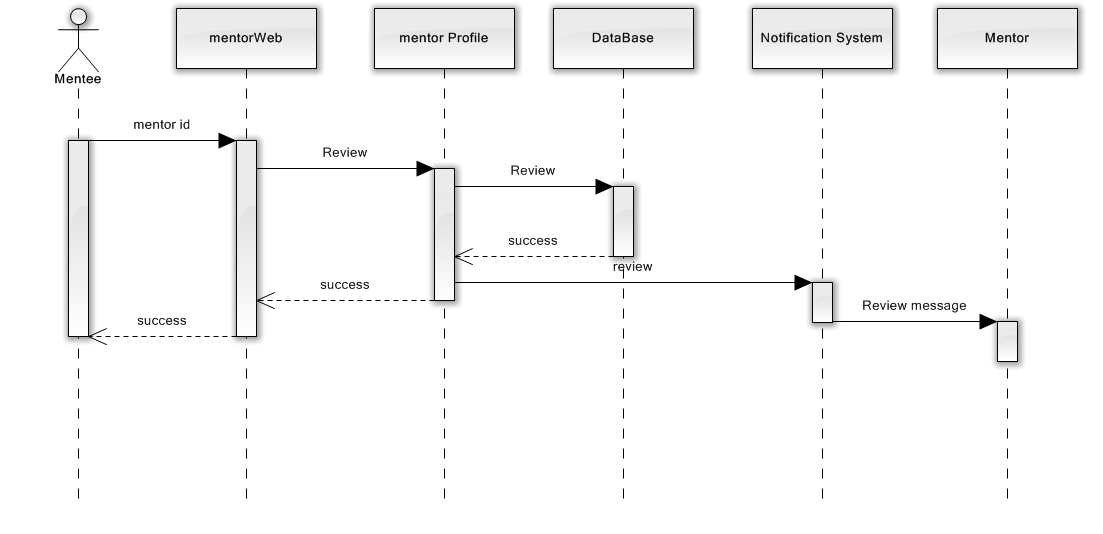 Mentee
mentorWeb
mentor Profile
DataBase
Notification System
Mentor
mentor id
Review
Review
success
review
success
Review message
success